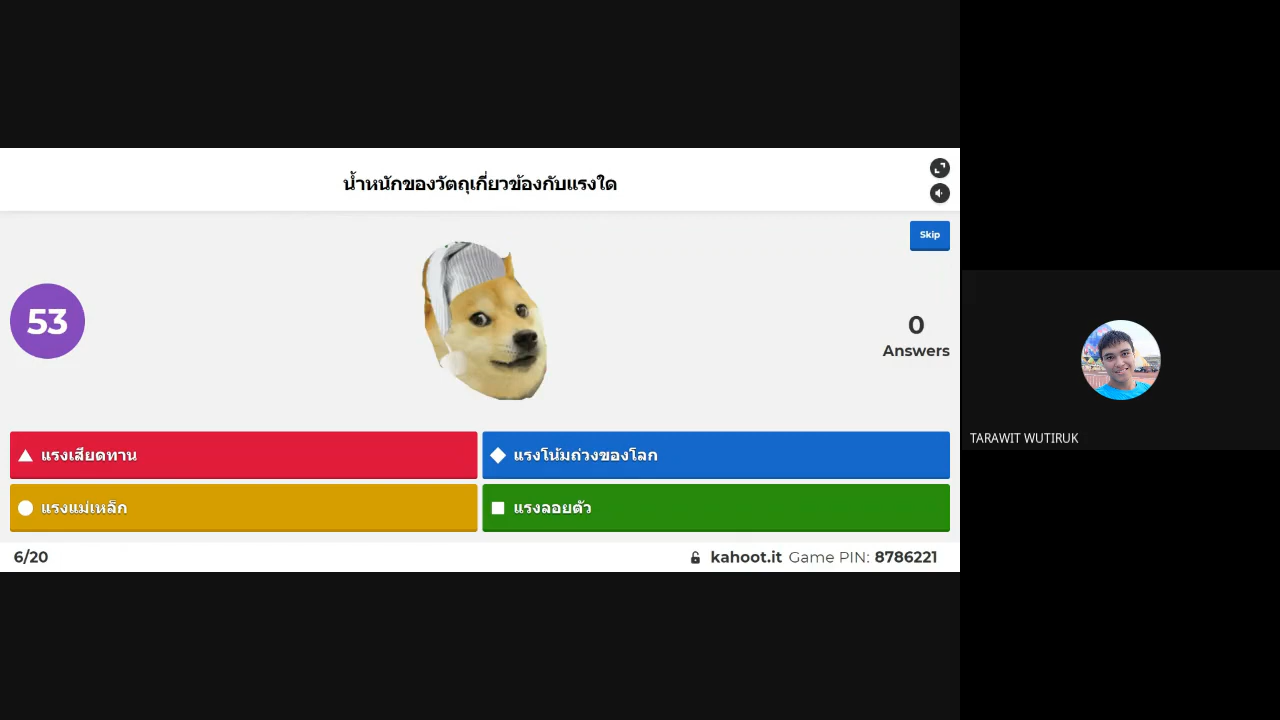 น้ำหนักของวัตถุเกี่ยวข้องกับแรงใด
Skip
53
0
Answers
แรงเสียดทาน
แรงโน้มถ่วงของโลก
แรงแม่เหล็ก
แรงลอยตัว
6/20
kahoot.it Game PIN: 8786221
TARAWIT WUTIRUK